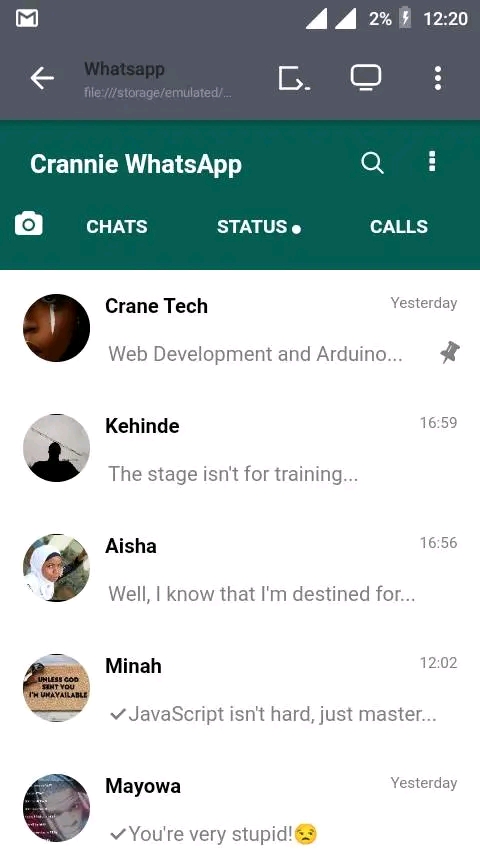 2% 12:20
Whatsapp
file:///storage/emulated/...
Crannie WhatsApp
CHATS STATUS CALLS
Crane Tech Yesterday
Web Development and Arduino...
Kehinde 16:59
The stage isn't for training...
Aisha 16:56
Well, I know that I'm destined for...
UNLESS GOD
SENT YOU
I'M UNAVAILABLE
Minah 12:02
✓JavaScript isn't hard, just master...
Mayowa Yesterday
✓You're very stupid!😒